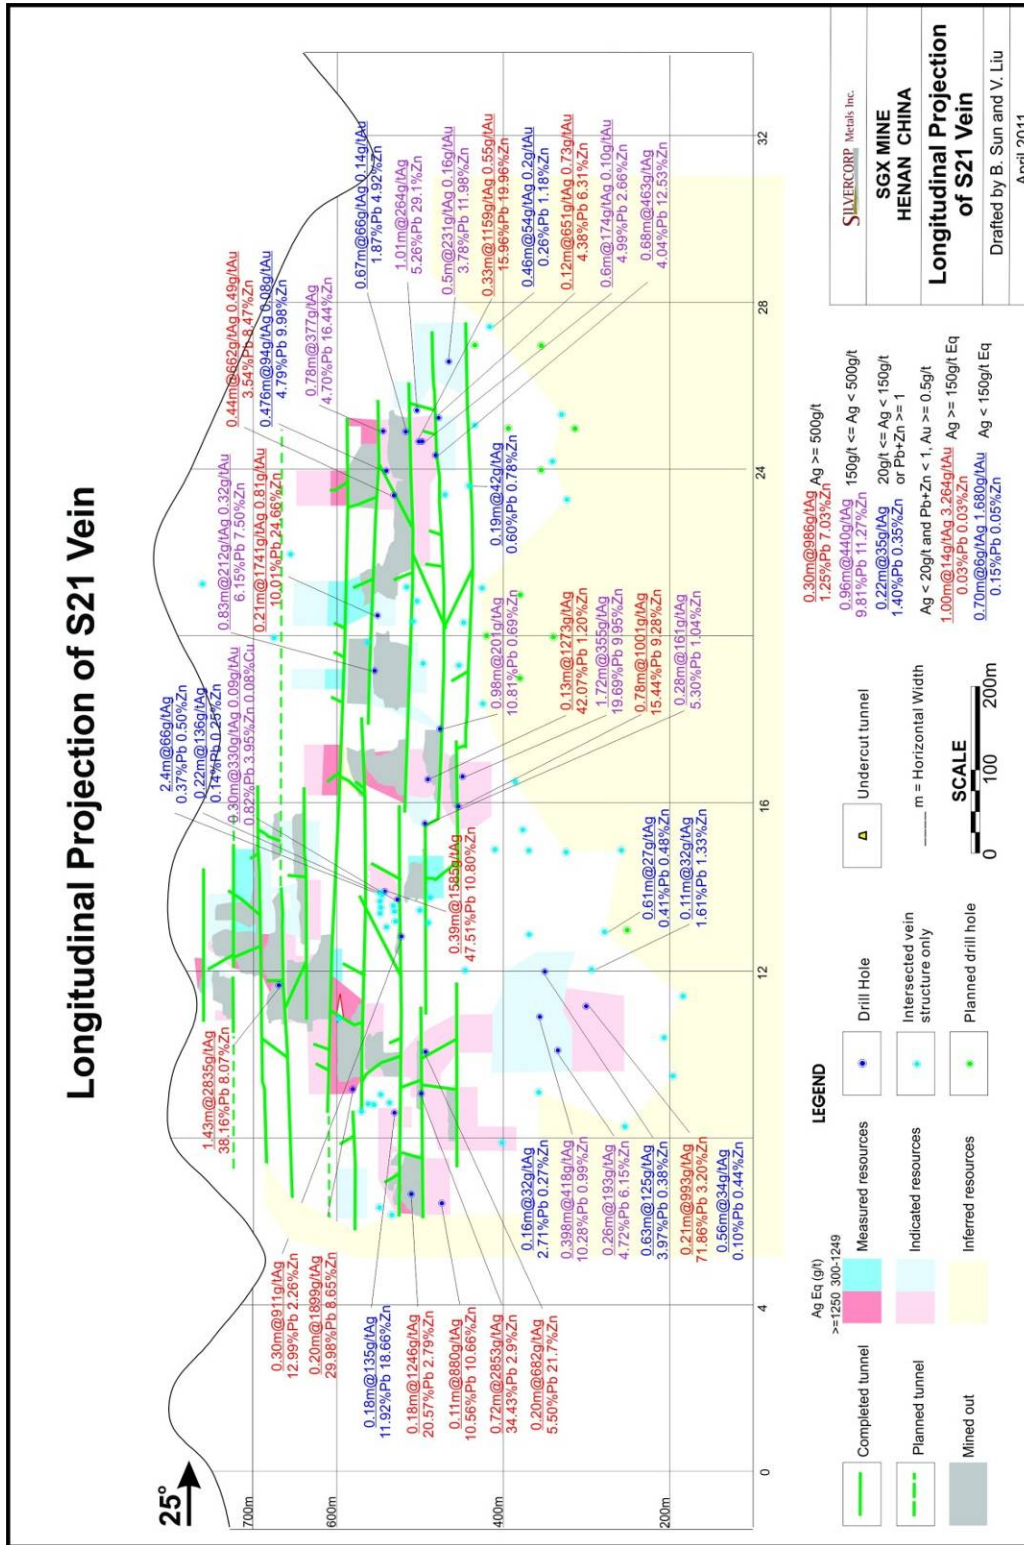 Longitudinal Projection of S21 Vein
25°
700m
600m
400m
200m
0
4
12
16
24
28
32
1.43m@2835g/tAg
38.16%Pb 8.07%Zn
2.4m@66g/tAg
0.37%Pb 0.50%Zn
0.22m@136g/tAg
0.14%Pb 0.25%Zn
0.30m@330g/tAg 0.09g/tAu
0.82%Pb 3.95%Zn 0.08%Cu
0.83m@212g/tAg 0.32g/tAu
6.15%Pb 7.50%Zn
0.21m@1741g/tAg 0.81g/tAu
10.01%Pb 24.66%Zn
0.44m@662g/tAg 0.49g/tAu
3.54%Pb 8.47%Zn
0.476m@94g/tAg 0.08g/tAu
4.79%Pb 9.98%Zn
0.78m@377g/tAg
4.70%Pb 16.44%Zn
0.67m@66g/tAg 0.14g/tAu
1.87%Pb 4.92%Zn
1.01m@264g/tAg
5.26%Pb 29.1%Zn
0.5m@231g/tAg 0.16g/tAu
3.78%Pb 11.98%Zn
0.33m@1159g/tAg 0.55g/tAu
15.96%Pb 19.96%Zn
0.46m@54g/tAg 0.2g/tAu
0.26%Pb 1.18%Zn
0.12m@651g/tAg 0.73g/tAu
4.38%Pb 6.31%Zn
0.6m@174g/tAg 0.10g/tAu
4.99%Pb 2.66%Zn
0.68m@463g/tAg
4.04%Pb 12.53%Zn
0.30m@911g/tAg
12.99%Pb 2.26%Zn
0.20m@1899g/tAg
29.98%Pb 8.65%Zn
0.18m@135g/tAg
11.92%Pb 18.66%Zn
0.18m@1246g/tAg
20.57%Pb 2.79%Zn
0.11m@880g/tAg
10.56%Pb 10.66%Zn
0.72m@2853g/tAg
34.43%Pb 2.9%Zn
0.20m@682g/tAg
5.50%Pb 21.7%Zn
0.16m@32g/tAg
2.71%Pb 0.27%Zn
0.398m@418g/tAg
10.28%Pb 0.99%Zn
0.26m@193g/tAg
4.72%Pb 6.15%Zn
0.63m@125g/tAg
3.97%Pb 0.38%Zn
0.21m@993g/tAg
71.86%Pb 3.20%Zn
0.56m@34g/tAg
0.10%Pb 0.44%Zn
0.39m@1585g/tAg
47.51%Pb 10.80%Zn
0.61m@27g/tAg
0.41%Pb 0.48%Zn
0.11m@32g/tAg
1.61%Pb 1.33%Zn
0.98m@201g/tAg
10.81%Pb 0.69%Zn
0.13m@1273g/tAg
42.07%Pb 1.20%Zn
1.72m@355g/tAg
19.69%Pb 9.95%Zn
0.78m@1001g/tAg
15.44%Pb 9.28%Zn
0.28m@161g/tAg
5.30%Pb 1.04%Zn
0.19m@42g/tAg
0.60%Pb 0.78%Zn
LEGEND
Completed tunnel
Planned tunnel
Mined out
Ag Eq (g/t)
>=1250 300-1249
Measured resources
Indicated resources
Inferred resources
Drill Hole
Intersected vein
structure only
Planned drill hole
Undercut tunnel
m = Horizontal Width
SCALE
0 100 200m
0.30m@986g/tAg Ag >= 500g/t
1.25%Pb 7.03%Zn
0.96m@440g/tAg 150g/t <= Ag < 500g/t
9.81%Pb 11.27%Zn
0.22m@35g/tAg 20g/t <= Ag < 150g/t
1.40%Pb 0.35%Zn or Pb+Zn >= 1
Ag < 20g/t and Pb+Zn < 1, Au >= 0.5g/t
1.00m@14g/tAg 3.264g/tAu Ag >= 150g/t Eq
0.03%Pb 0.03%Zn
0.70m@6g/tAg 1.680g/tAu Ag < 150g/t Eq
0.15%Pb 0.05%Zn
SILVERCORP Metals Inc.
SGX MINE
HENAN CHINA
Longitudinal Projection
of S21 Vein
Drafted by B. Sun and V. Liu
April 2011